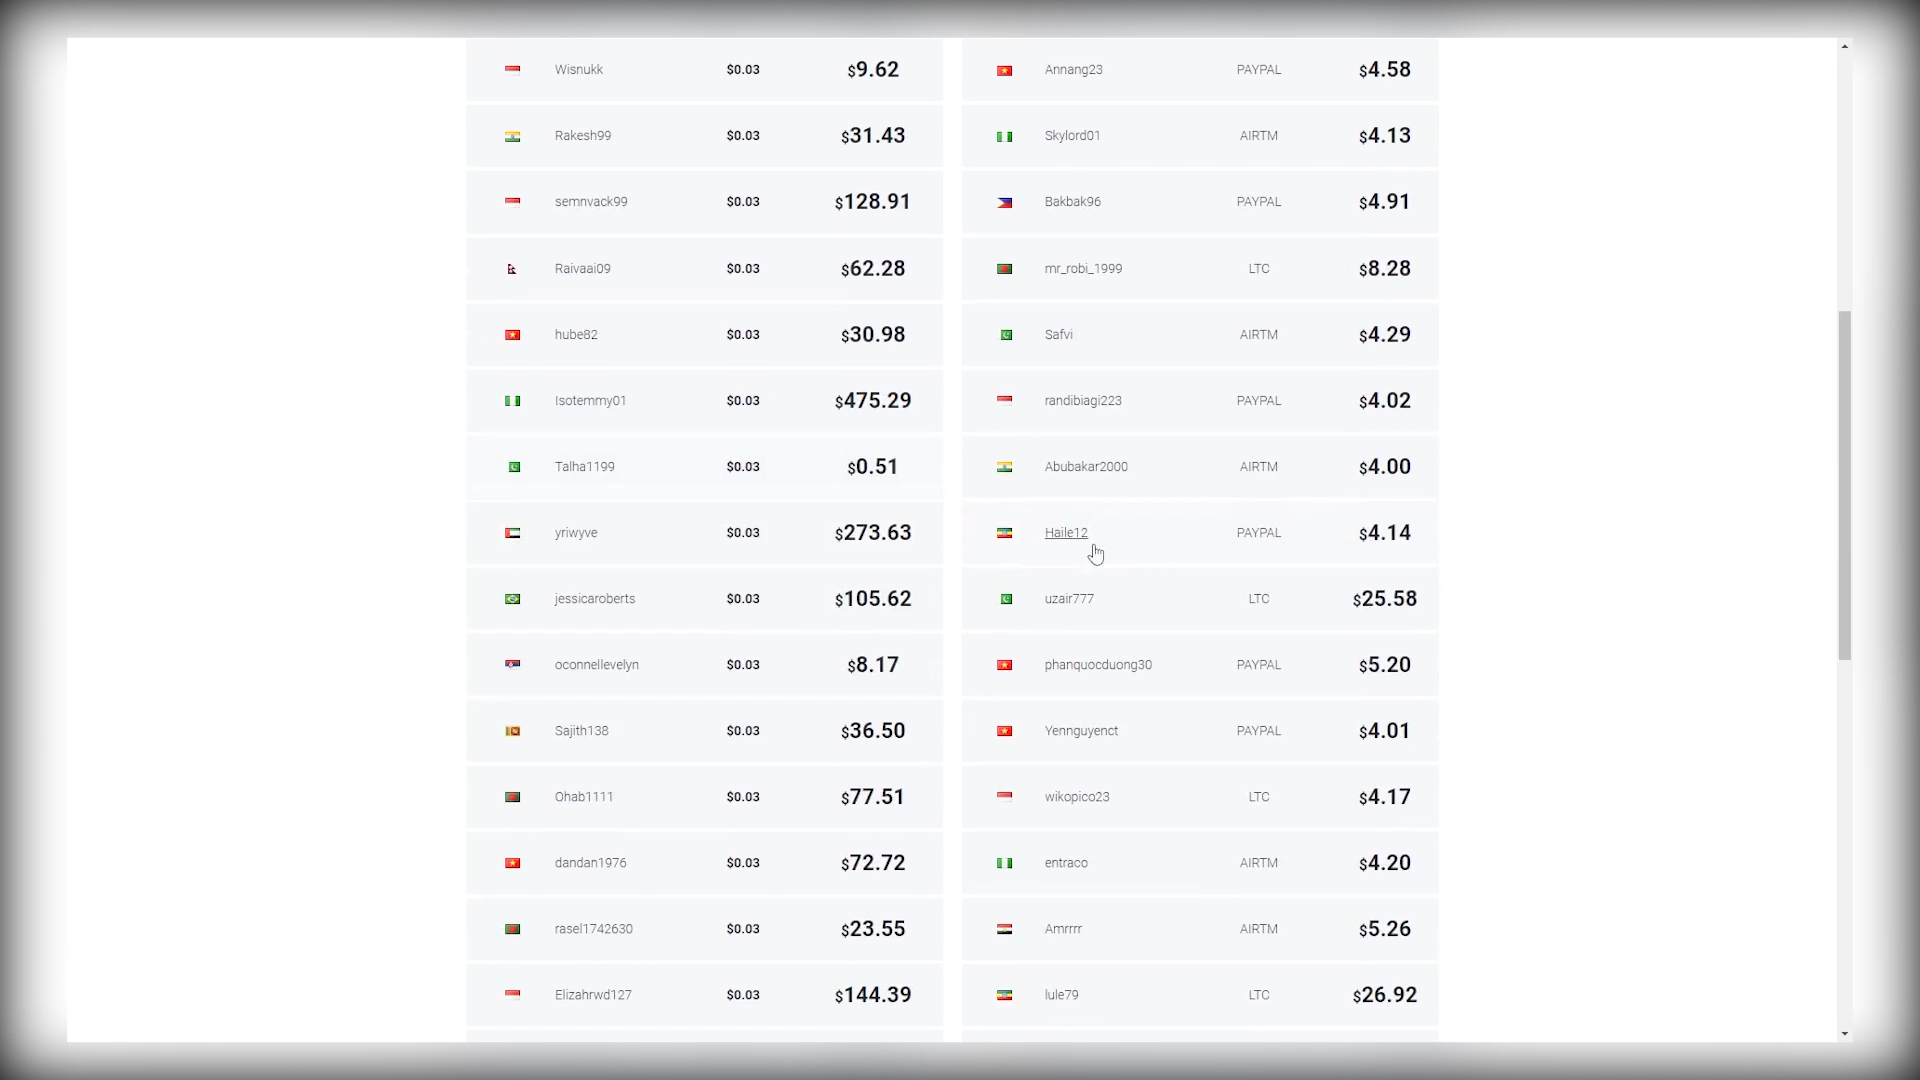 Wisnukk $0.03 $9.62
Rakesh99 $0.03 $31.43
semnvack99 $0.03 $128.91
Raivaai09 $0.03 $62.28
hube82 $0.03 $30.98
Isotemmy01 $0.03 $475.29
Talha1199 $0.03 $0.51
yriwyve $0.03 $273.63
jessicaroberts $0.03 $105.62
oconnellevelyn $0.03 $8.17
Sajith138 $0.03 $36.50
Ohab1111 $0.03 $77.51
dandan1976 $0.03 $72.72
rasel1742630 $0.03 $23.55
Elizahrwd127 $0.03 $144.39
Annang23 PAYPAL $4.58
Skylord01 AIRTM $4.13
Bakbak96 PAYPAL $4.91
mr_robi_1999 LTC $8.28
Safvi AIRTM $4.29
randibiagi223 PAYPAL $4.02
Abubakar2000 AIRTM $4.00
Haile12 PAYPAL $4.14
uzair777 LTC $25.58
phanquocduong30 PAYPAL $5.20
Yennguyenct PAYPAL $4.01
wikopico23 LTC $4.17
entraco AIRTM $4.20
Amrrrr AIRTM $5.26
lule79 LTC $26.92